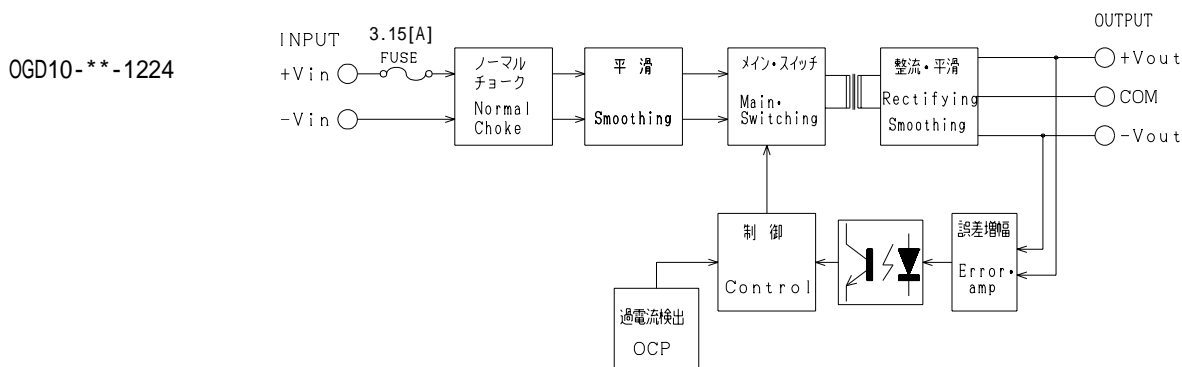 OGD10-**-1224
INPUT
3.15[A]
FUSE
+Vin
-Vin
ノーマル
チョーク
Normal
Choke
平 滑
Smoothing
メイン・スイッチ
Main・
Switching
整流・平滑
Rectifying
Smoothing
OUTPUT
+Vout
COM
-Vout
制 御
Control
誤差増幅
Error・
amp
過電流検出
OCP